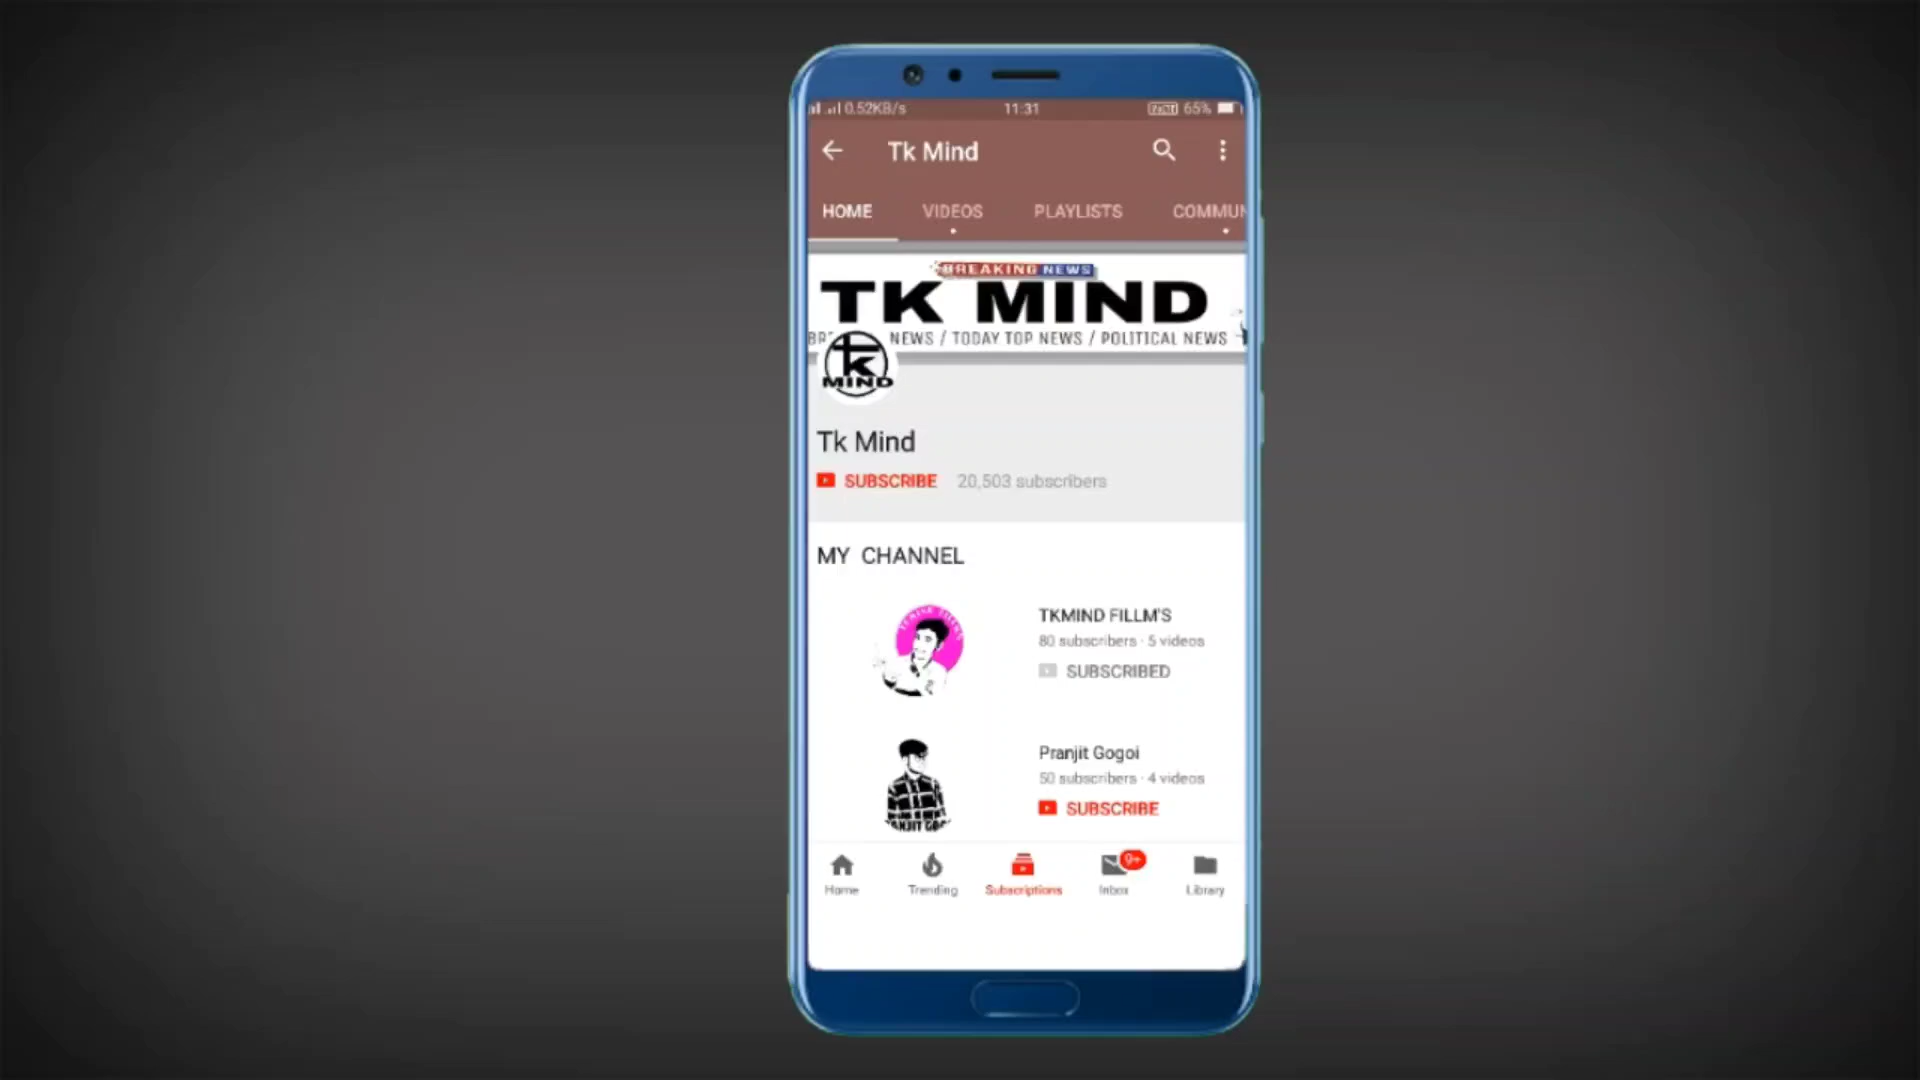 0.52KB/s 11:31 65%
Tk Mind
HOME VIDEOS PLAYLISTS COMMUN
BREAKING NEWS
TK MIND
NEWS / TODAY TOP NEWS / POLITICAL NEWS
tk
MIND
Tk Mind
SUBSCRIBE 20,503 subscribers
MY CHANNEL
TKMIND FILLM'S
80 subscribers · 5 videos
SUBSCRIBED
Pranjit Gogoi
50 subscribers · 4 videos
SUBSCRIBE
9+
Home Trending Subscriptions Inbox Library